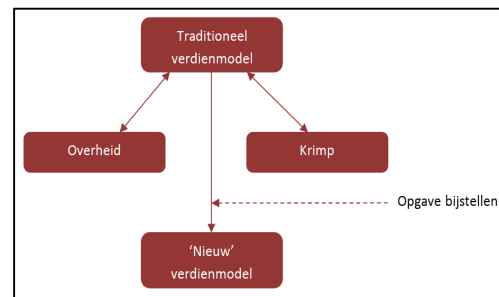 Traditioneel
verdienmodel
Overheid
Krimp
Opgave bijstellen
‘Nieuw’
verdienmodel